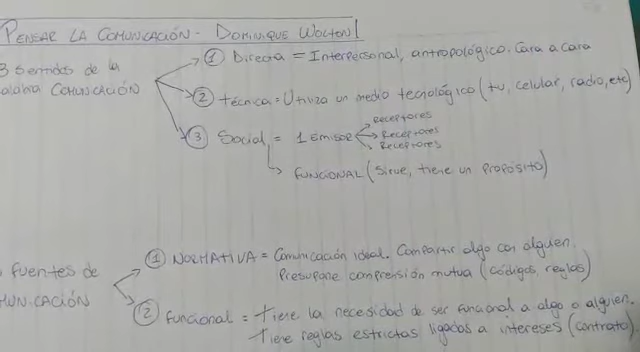 PENSAR LA COMUNICACIÓN - DOMINIQUE WOLTON
① Directa = Interpersonal, antropológico. Cara a Cara
3 sentidos de la
palabra COMUNICACIÓN
② Técnica = Utiliza un medio tecnológico (tv, celular, radio, etc)
③ Social = 1 EMISOR
RECEPTORES
RECEPTORES
RECEPTORES
FUNCIONAL (Sirve, tiene un propósito)
① NORMATIVA = Comunicación ideal. Compartir algo con alguien.
Presupone comprensión mutua (códigos, reglas)
fuentes de
COMUNICACIÓN
② Funcional = Tiene la necesidad de ser funcional a algo o alguien.
Tiene reglas estrictas ligados a intereses (contrato).